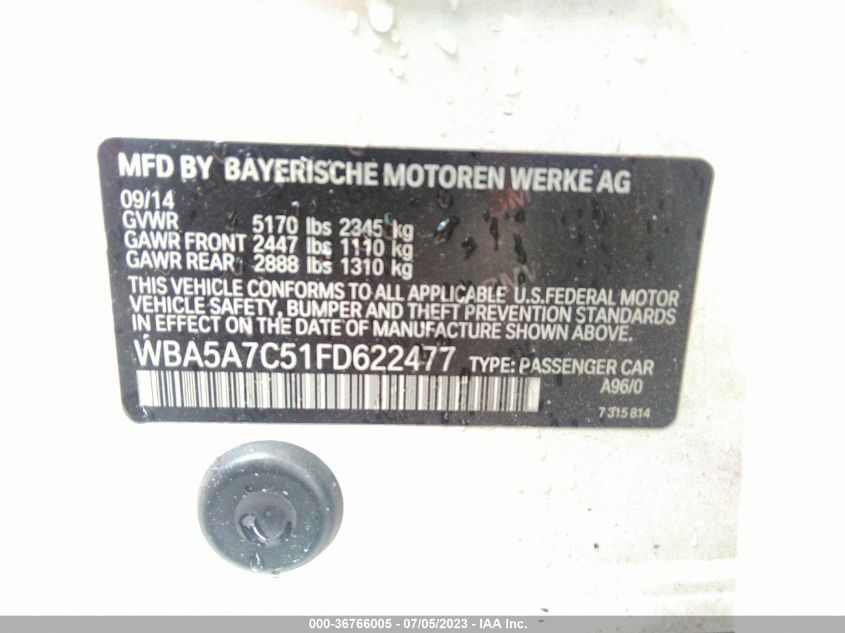 MFD BY BAYERISCHE MOTOREN WERKE AG
09/14
GVWR 5170 lbs 2345 kg
GAWR FRONT 2447 lbs 1110 kg
GAWR REAR 2888 lbs 1310 kg
THIS VEHICLE CONFORMS TO ALL APPLICABLE U.S.FEDERAL MOTOR
VEHICLE SAFETY, BUMPER AND THEFT PREVENTION STANDARDS
IN EFFECT ON THE DATE OF MANUFACTURE SHOWN ABOVE.
WBA5A7C51FD622477 TYPE: PASSENGER CAR
A96/0
7 315 814
000-36766005 - 07/05/2023 - IAA Inc.